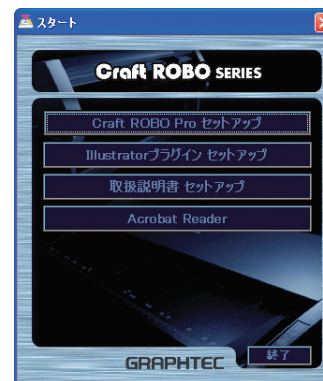 スタート
Craft ROBO SERIES
Craft ROBO Pro セットアップ
Illustratorプラグイン セットアップ
取扱説明書 セットアップ
Acrobat Reader
GRAPHTEC
終了